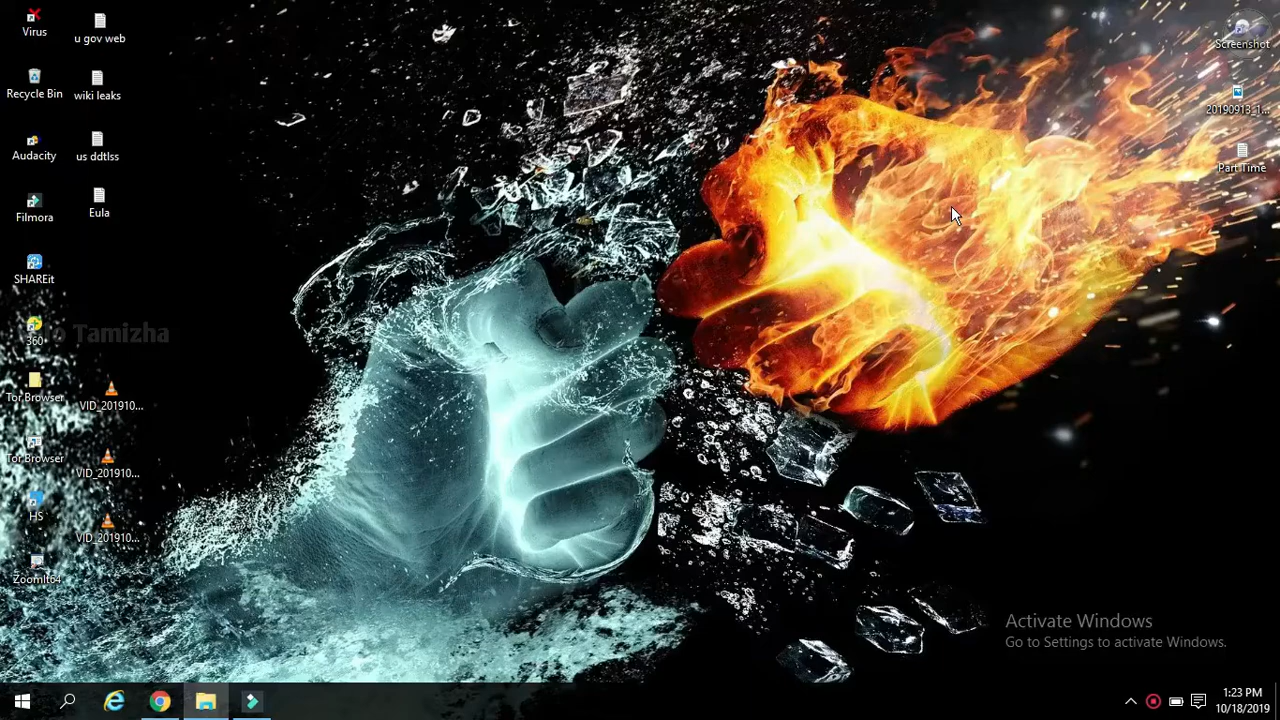 Virus
u gov web
Screenshot
Recycle Bin
wiki leaks
20190913_1...
Audacity
us ddtlss
Part Time
Filmora
Eula
SHAREit
360
Tamizha
Tor Browser
VID_201910...
Tor Browser
VID_201910...
HS
VID_201910...
ZoomIt64
Activate Windows
Go to Settings to activate Windows.
1:23 PM
10/18/2019